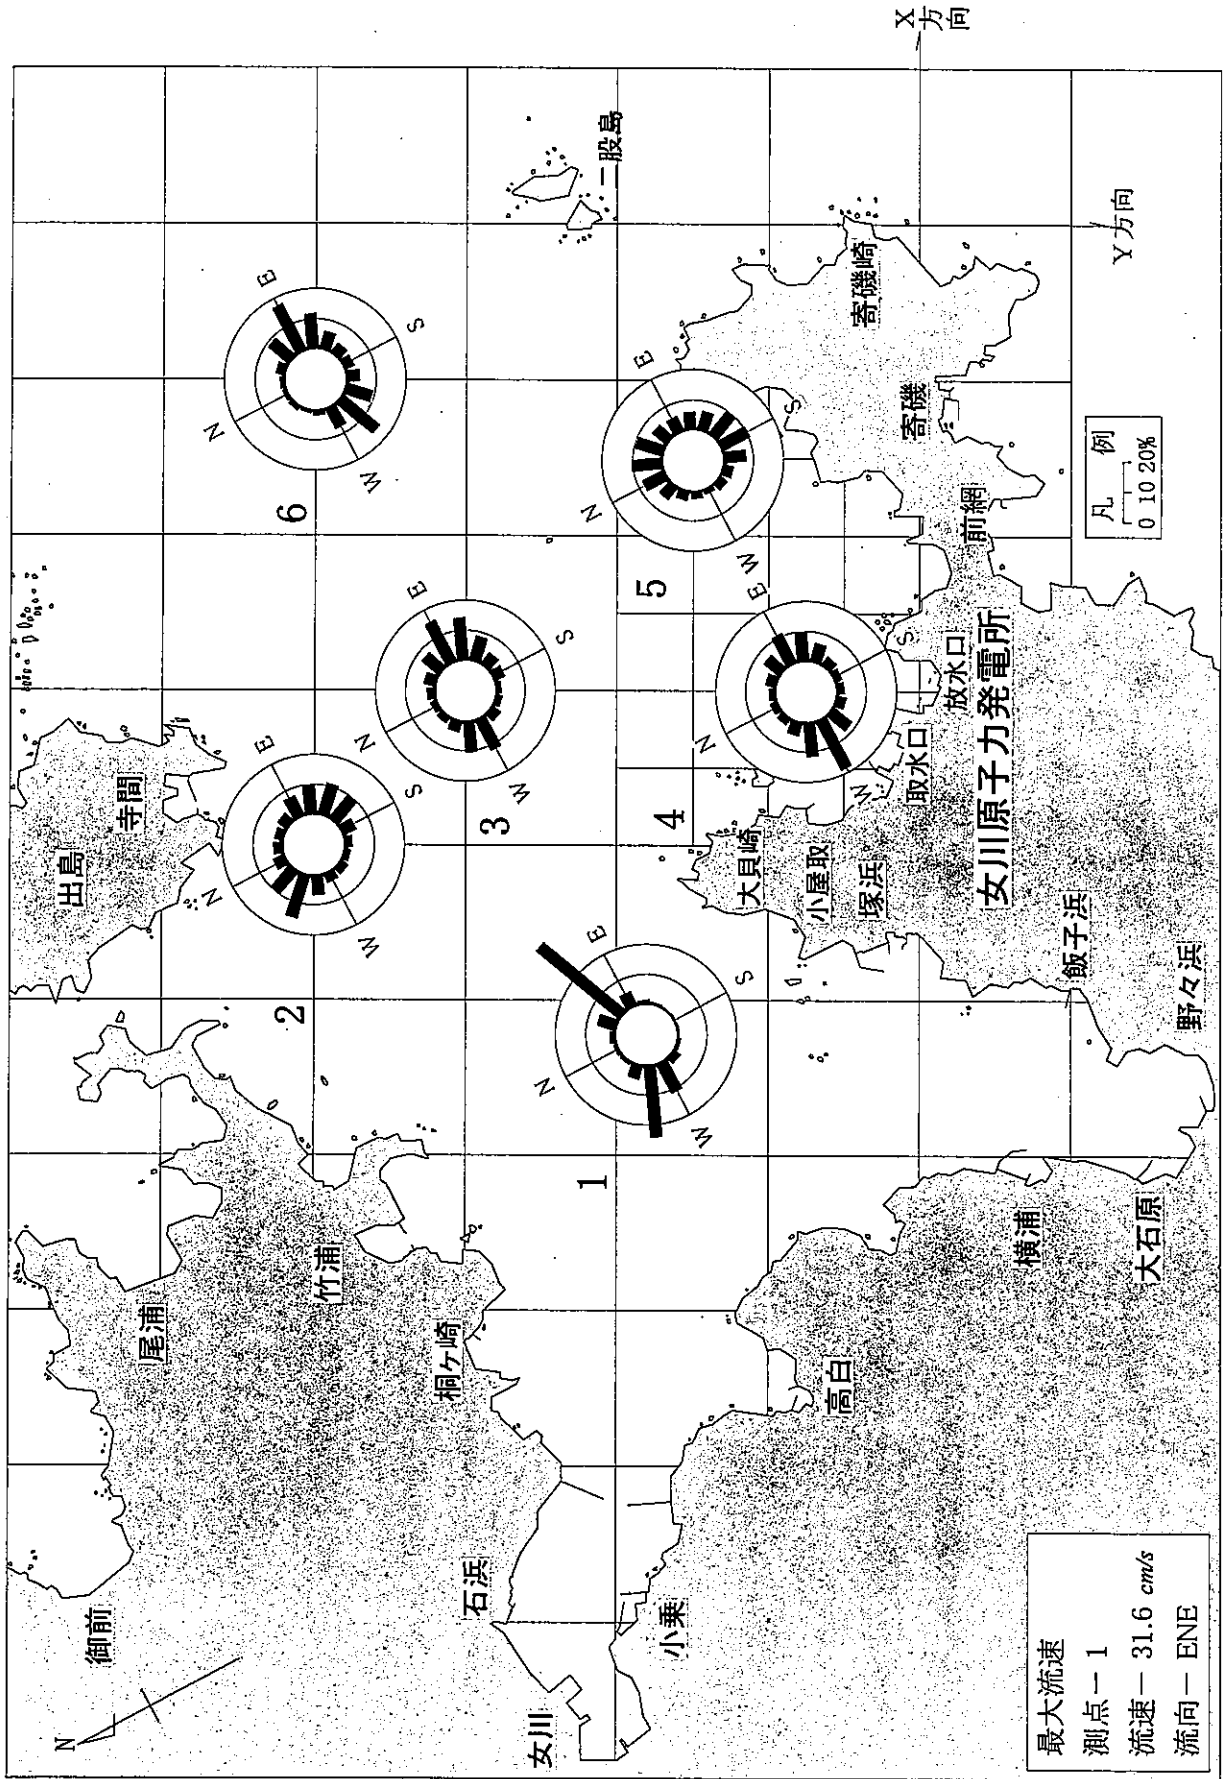 出島
寺間
二股島
御前
尾浦
竹浦
桐ヶ崎
石浜
女川
小乗
高白
横浦
大石原
野々浜
飯子浜
大貝崎
小屋取
塚浜
取水口
放水口
女川原子力発電所
前網
寄磯
寄磯崎
N
1
N
E
S
W
2
N
E
S
W
3
N
E
S
W
4
N
E
S
W
5
N
E
S
W
6
N
E
S
W
X方向
Y方向
凡例
0 10 20%
最大流速
測点－1
流速－31.6 cm/s
流向－ENE